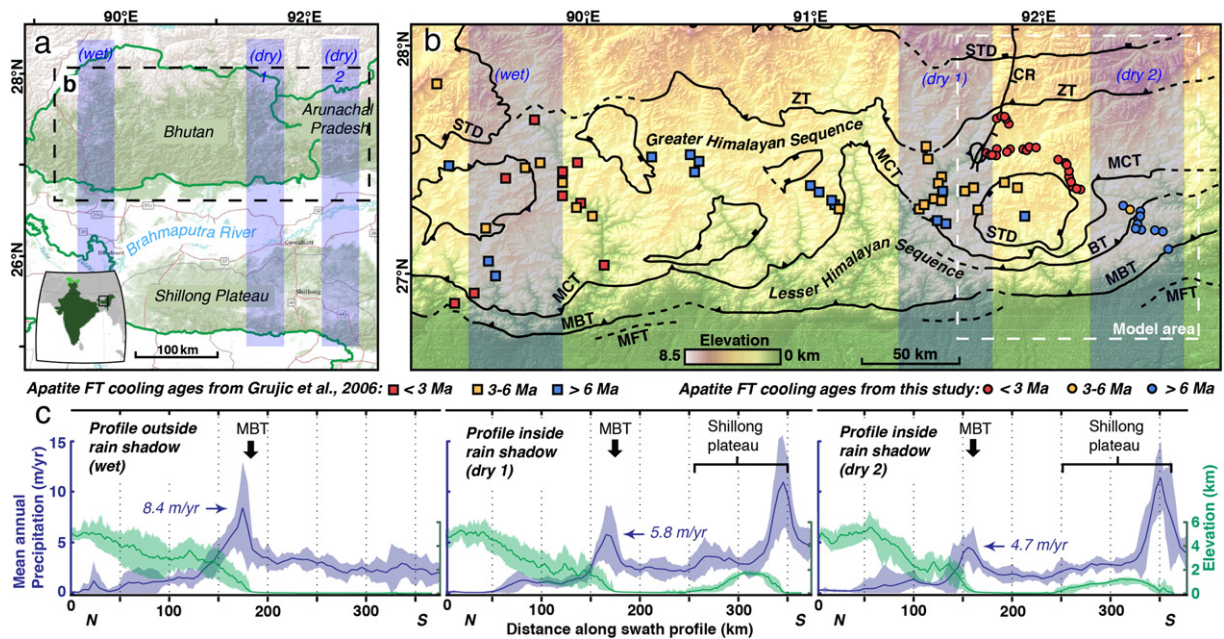 90°E
92°E
90°E
91°E
92°E
a
(wet)
(dry)
1
(dry)
2
b
28°N
26°N
Bhutan
Arunachal
Pradesh
Brahmaputra River
Shillong Plateau
Shillong
100 km
b
28°N
27°N
(wet)
(dry 1)
(dry 2)
STD
CR
ZT
ZT
STD
Greater Himalayan Sequence
MCT
MCT
STD
BT
MBT
MCT
Lesser Himalayan Sequence
MBT
MFT
MFT
Elevation
8.5
0 km
50 km
Model area
Apatite FT cooling ages from Grujic et al., 2006: < 3 Ma 3-6 Ma > 6 Ma
Apatite FT cooling ages from this study: < 3 Ma 3-6 Ma > 6 Ma
c
Mean annual
Precipitation (m/yr)
15
10
5
0
Profile outside
rain shadow
(wet)
MBT
8.4 m/yr
Profile inside
rain shadow
(dry 1)
MBT
Shillong
plateau
5.8 m/yr
Profile inside
rain shadow
(dry 2)
MBT
Shillong
plateau
4.7 m/yr
6
4
2
0
Elevation (km)
0 100 200 300
0 100 200 300
0 100 200 300
N S N S N S
Distance along swath profile (km)